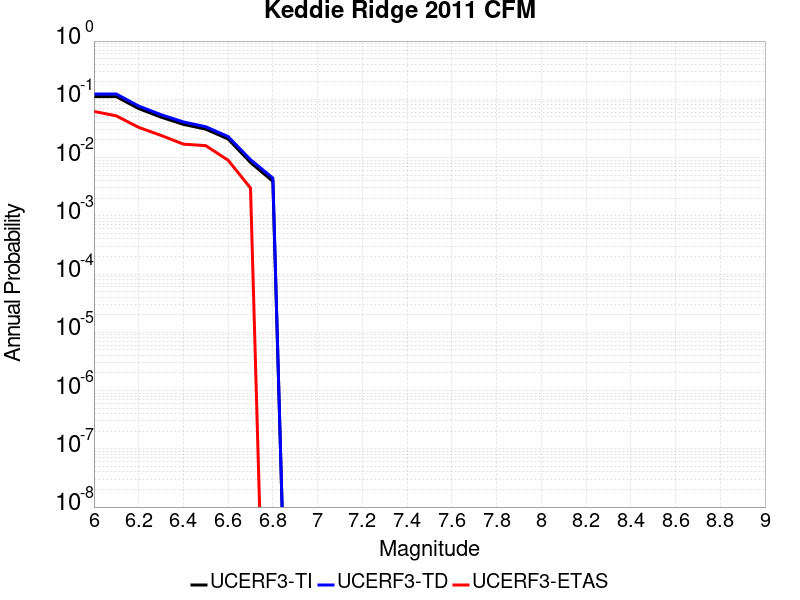 Keddie Ridge 2011 CFM
10^0
10^-1
10^-2
10^-3
10^-4
10^-5
10^-6
10^-7
10^-8
Annual Probability
6 6.2 6.4 6.6 6.8 7 7.2 7.4 7.6 7.8 8 8.2 8.4 8.6 8.8 9
Magnitude
UCERF3-TI UCERF3-TD UCERF3-ETAS